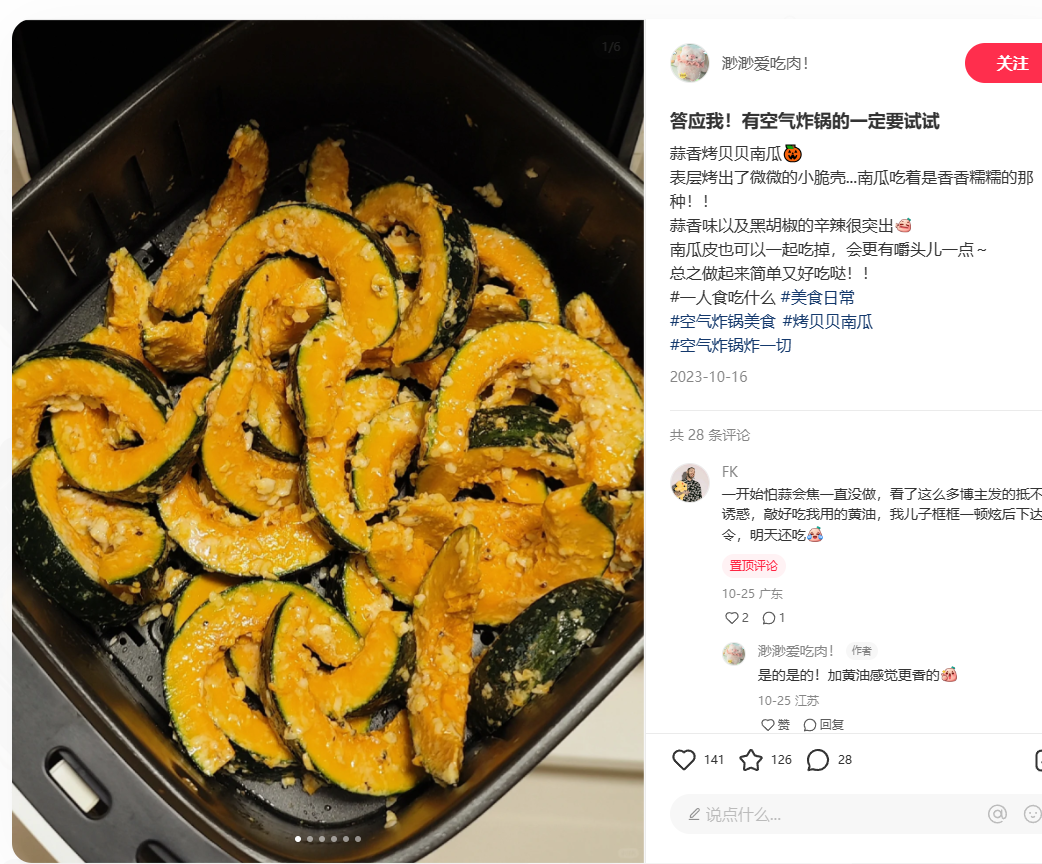 1/6
渺渺爱吃肉！
关注
答应我！有空气炸锅的一定要试试
蒜香烤贝贝南瓜🎃
表层烤出了微微的小脆壳...南瓜吃着是香香糯糯的那
种！！
蒜香味以及黑胡椒的辛辣很突出
南瓜皮也可以一起吃掉，会更有嚼头儿一点～
总之做起来简单又好吃哒！！
#一人食吃什么 #美食日常
#空气炸锅美食 #烤贝贝南瓜
#空气炸锅炸一切
2023-10-16
共 28 条评论
FK
一开始怕蒜会焦一直没做，看了这么多博主发的抵不
诱惑，敲好吃我用的黄油，我儿子框框一顿炫后下达
令，明天还吃
置顶评论
10-25 广东
2 1
渺渺爱吃肉！ 作者
是的是的！加黄油感觉更香的
10-25 江苏
赞 回复
141 126 28
说点什么...